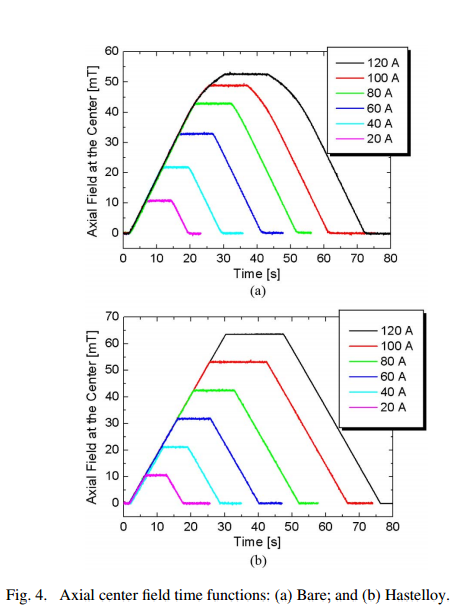 60
50
40
30
20
10
0
Axial Field at the Center [mT]
120 A
100 A
80 A
60 A
40 A
20 A
0 10 20 30 40 50 60 70 80
Time [s]
(a)
70
60
50
40
30
20
10
0
Axial Field at the Center [mT]
120 A
100 A
80 A
60 A
40 A
20 A
0 10 20 30 40 50 60 70 80
Time [s]
(b)
Fig. 4. Axial center field time functions: (a) Bare; and (b) Hastelloy.